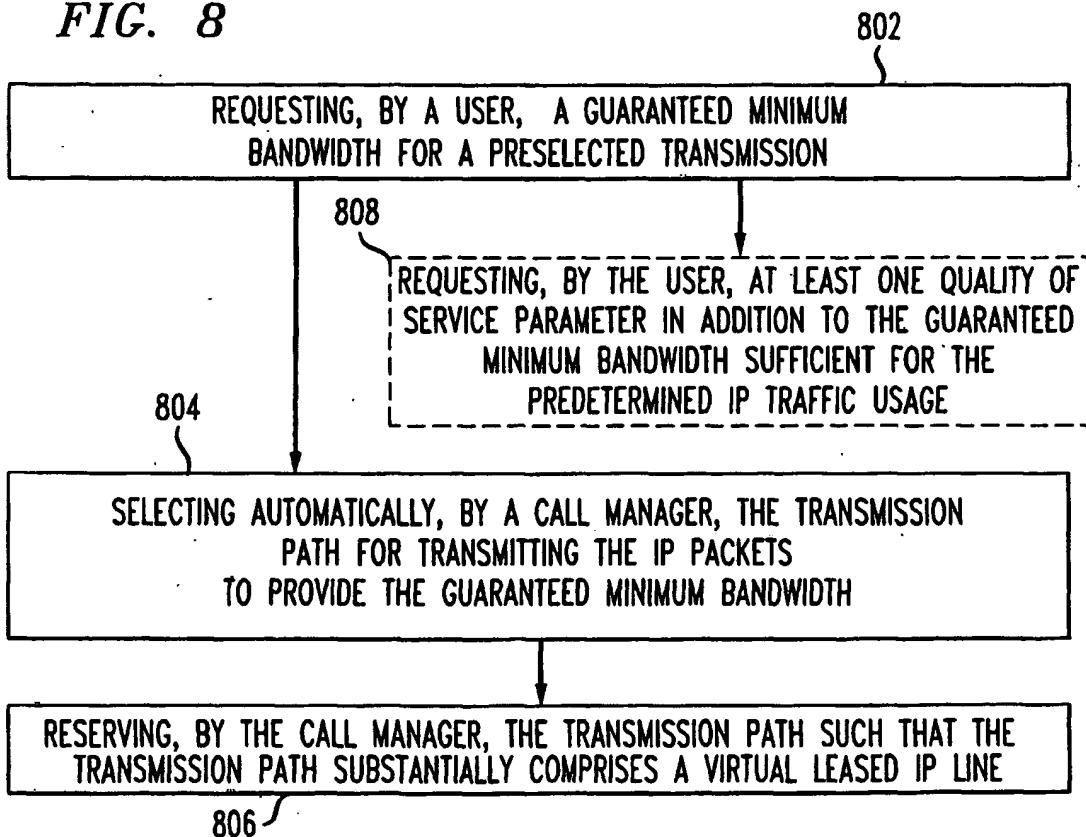 FIG. 8
802
REQUESTING, BY A USER, A GUARANTEED MINIMUM
BANDWIDTH FOR A PRESELECTED TRANSMISSION
808
REQUESTING, BY THE USER, AT LEAST ONE QUALITY OF
SERVICE PARAMETER IN ADDITION TO THE GUARANTEED
MINIMUM BANDWIDTH SUFFICIENT FOR THE
PREDETERMINED IP TRAFFIC USAGE
804
SELECTING AUTOMATICALLY, BY A CALL MANAGER, THE TRANSMISSION
PATH FOR TRANSMITTING THE IP PACKETS
TO PROVIDE THE GUARANTEED MINIMUM BANDWIDTH
RESERVING, BY THE CALL MANAGER, THE TRANSMISSION PATH SUCH THAT THE
TRANSMISSION PATH SUBSTANTIALLY COMPRISES A VIRTUAL LEASED IP LINE
806